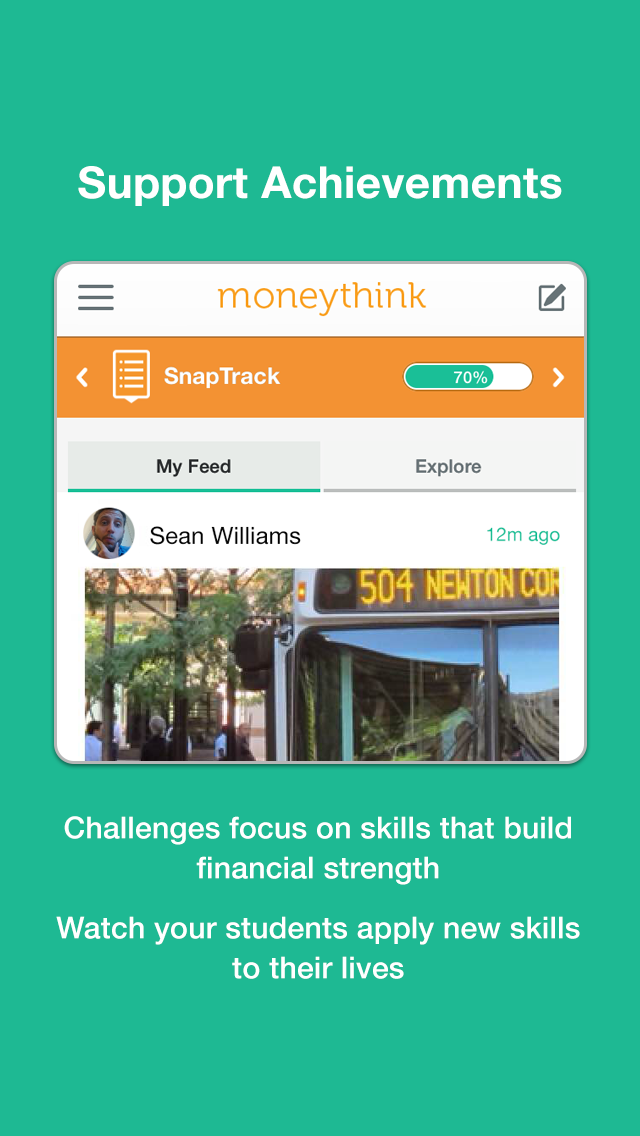 Support Achievements
moneythink
SnapTrack
70%
My Feed
Explore
Sean Williams
12m ago
504 NEWTON COR
Challenges focus on skills that build
financial strength
Watch your students apply new skills
to their lives